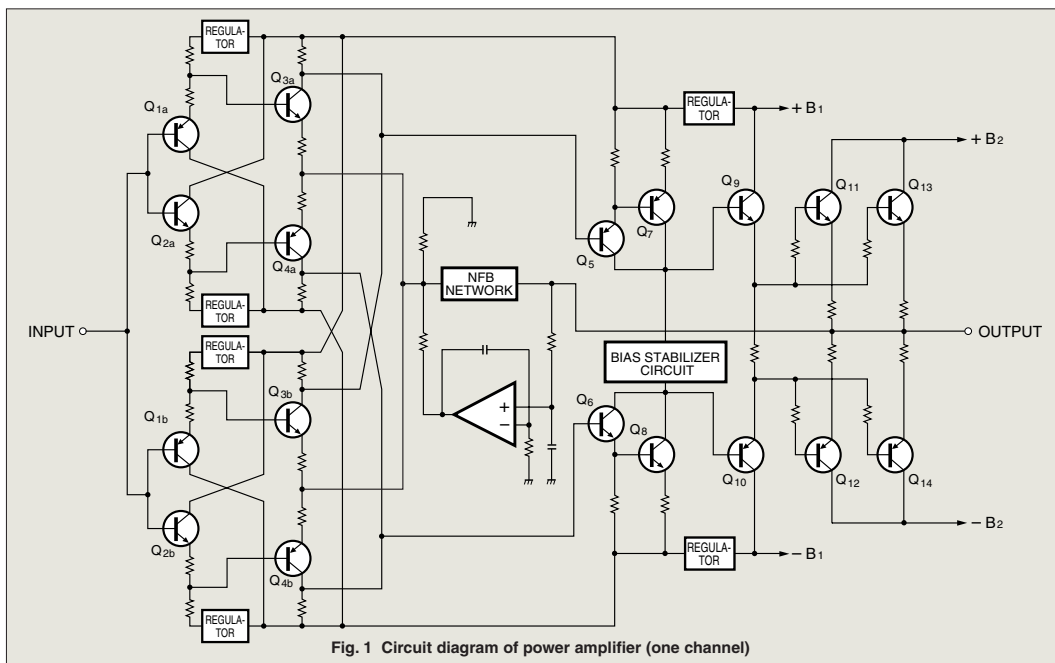 REGULA-
TOR
Q3a
Q1a
Q2a
Q4a
REGULA-
TOR
INPUT
REGULA-
TOR
Q3b
Q1b
Q2b
Q4b
REGULA-
TOR
NFB
NETWORK
+
−
REGULA-
TOR
+ B1
+ B2
Q9
Q11
Q13
Q7
Q5
OUTPUT
BIAS STABILIZER
CIRCUIT
Q6
Q8
Q10
Q12
Q14
− B2
REGULA-
TOR
− B1
Fig. 1 Circuit diagram of power amplifier (one channel)